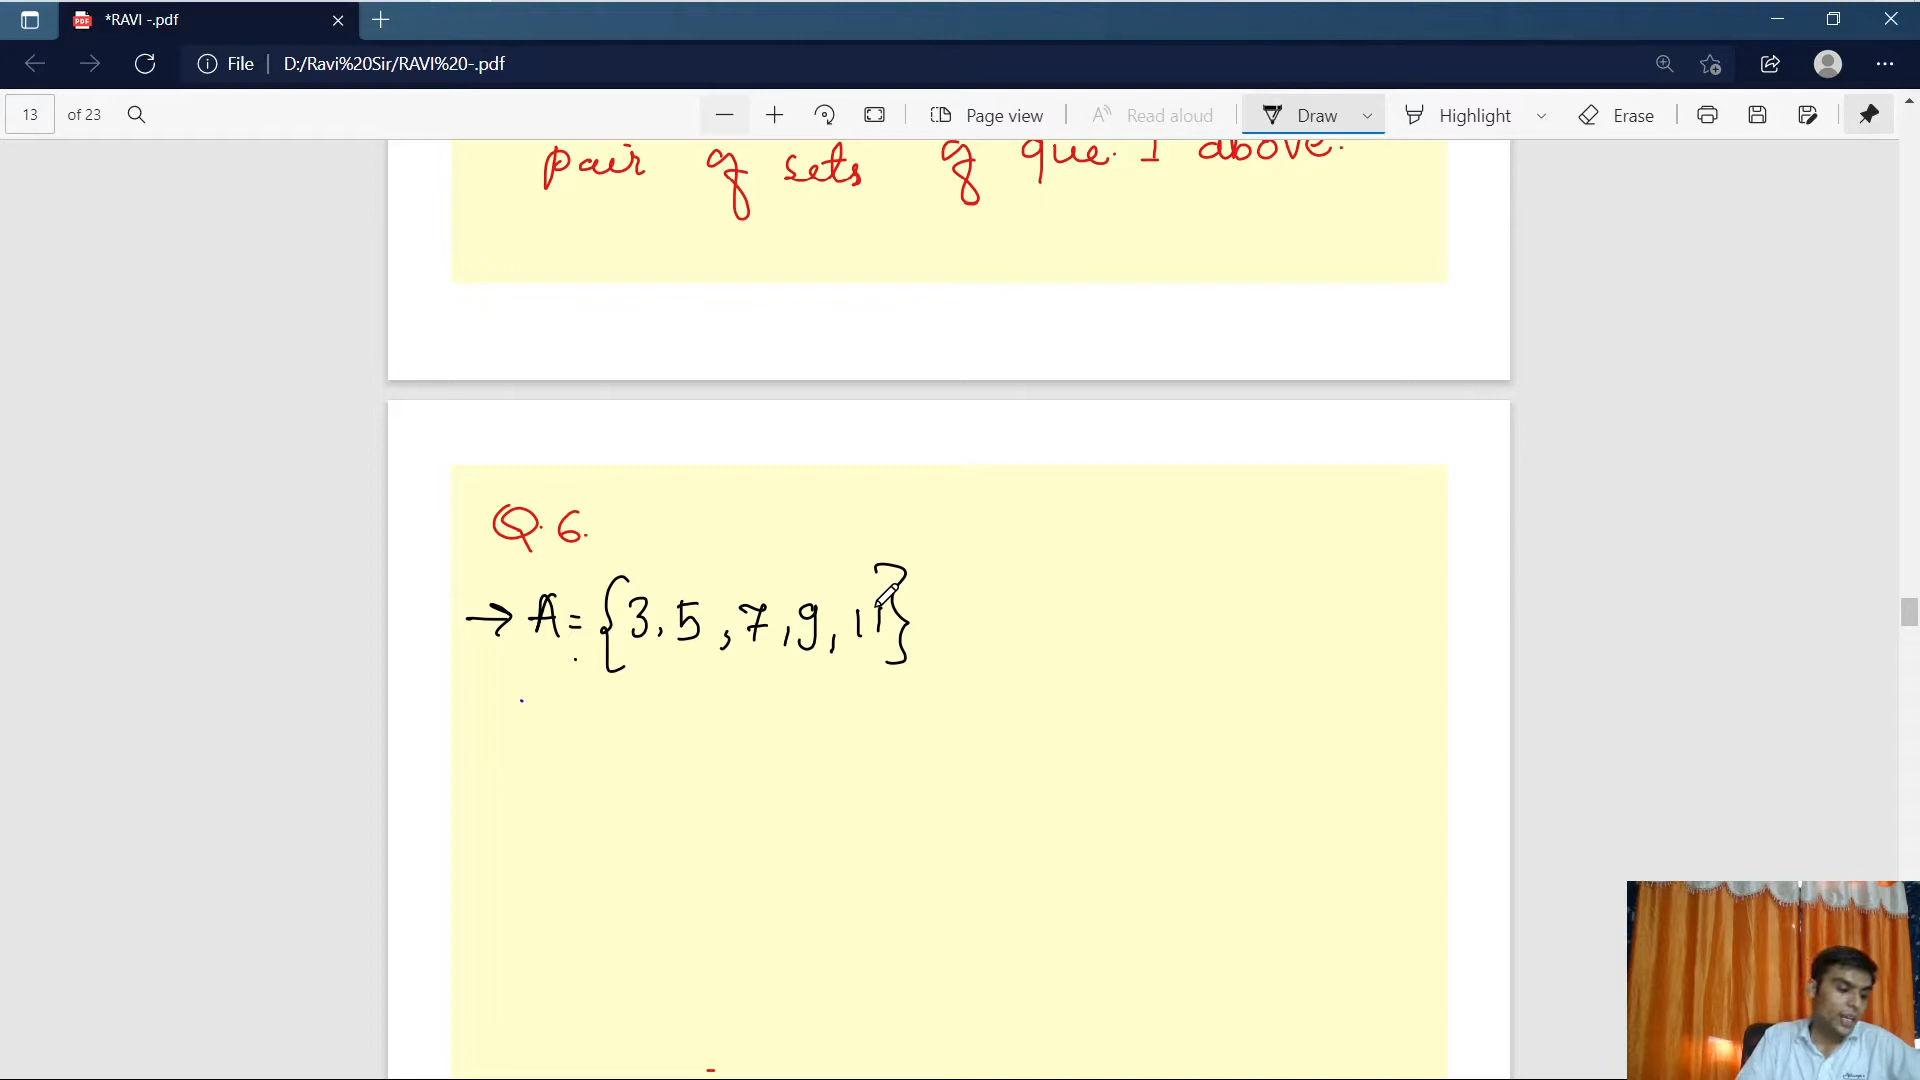 *RAVI -.pdf
File D:/Ravi%20Sir/RAVI%20-.pdf
13 of 23 Page view Read aloud Draw Highlight Erase
pair of sets of que. 1 above.
Q. 6.
→ A = {3, 5, 7, 9, 11}